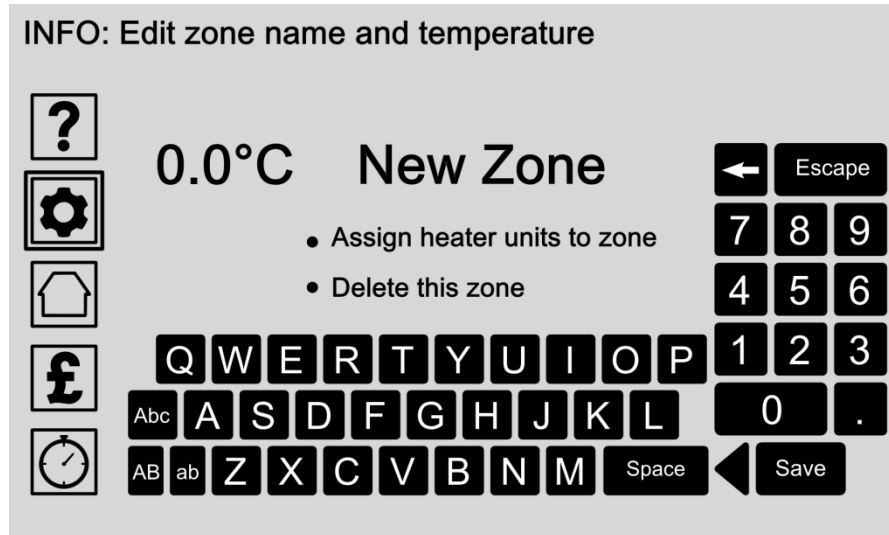 INFO: Edit zone name and temperature
?
0.0°C New Zone
Escape
• Assign heater units to zone
7 8 9
• Delete this zone
4 5 6
£
Q W E R T Y U I O P
1 2 3
Abc A S D F G H J K L
0 .
AB ab Z X C V B N M Space
Save